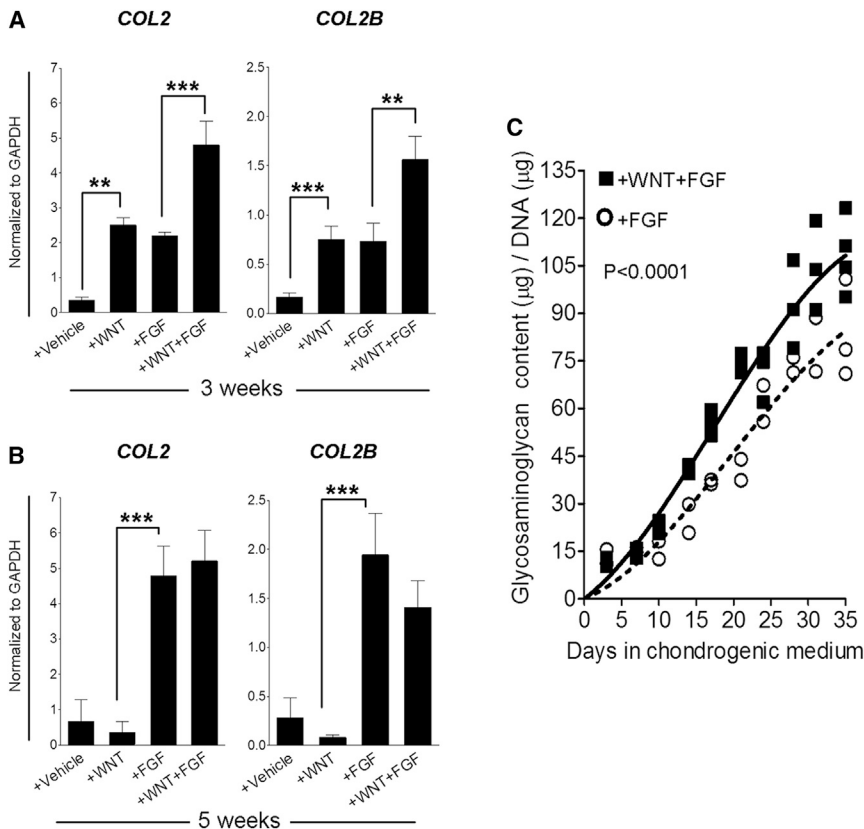 A
COL2
COL2B
Normalized to GAPDH
7
6
5
4
3
2
1
0
**
***
+Vehicle
+WNT
+FGF
+WNT+FGF
2.5
2.0
1.5
1.0
0.5
0.0
***
**
+Vehicle
+WNT
+FGF
+WNT+FGF
3 weeks
B
COL2
COL2B
Normalized to GAPDH
7
6
5
4
3
2
1
0
***
+Vehicle
+WNT
+FGF
+WNT+FGF
2.5
2.0
1.5
1.0
0.5
0.0
***
+Vehicle
+WNT
+FGF
+WNT+FGF
5 weeks
C
Glycosaminoglycan content (µg) / DNA (µg)
135
120
105
90
75
60
45
30
15
0
+WNT+FGF
+FGF
P<0.0001
0 5 10 15 20 25 30 35
Days in chondrogenic medium